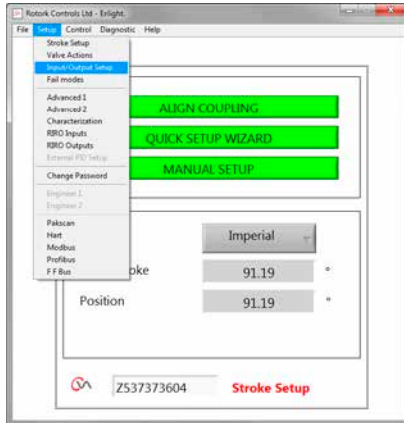 Rotork Controls Ltd - Enlight.
File Setup Control Diagnostic Help
Stroke Setup
Valve Actions
Input/Output Setup
Fail modes
Advanced 1
Advanced 2
Characterization
RIRO Inputs
RIRO Outputs
External PID Setup
Change Password
Engineer 1
Engineer 2
Pakscan
Hart
Modbus
Profibus
F F Bus
ALIGN COUPLING
QUICK SETUP WIZARD
MANUAL SETUP
Imperial
oke 91.19 °
Position 91.19 °
Z537373604 Stroke Setup